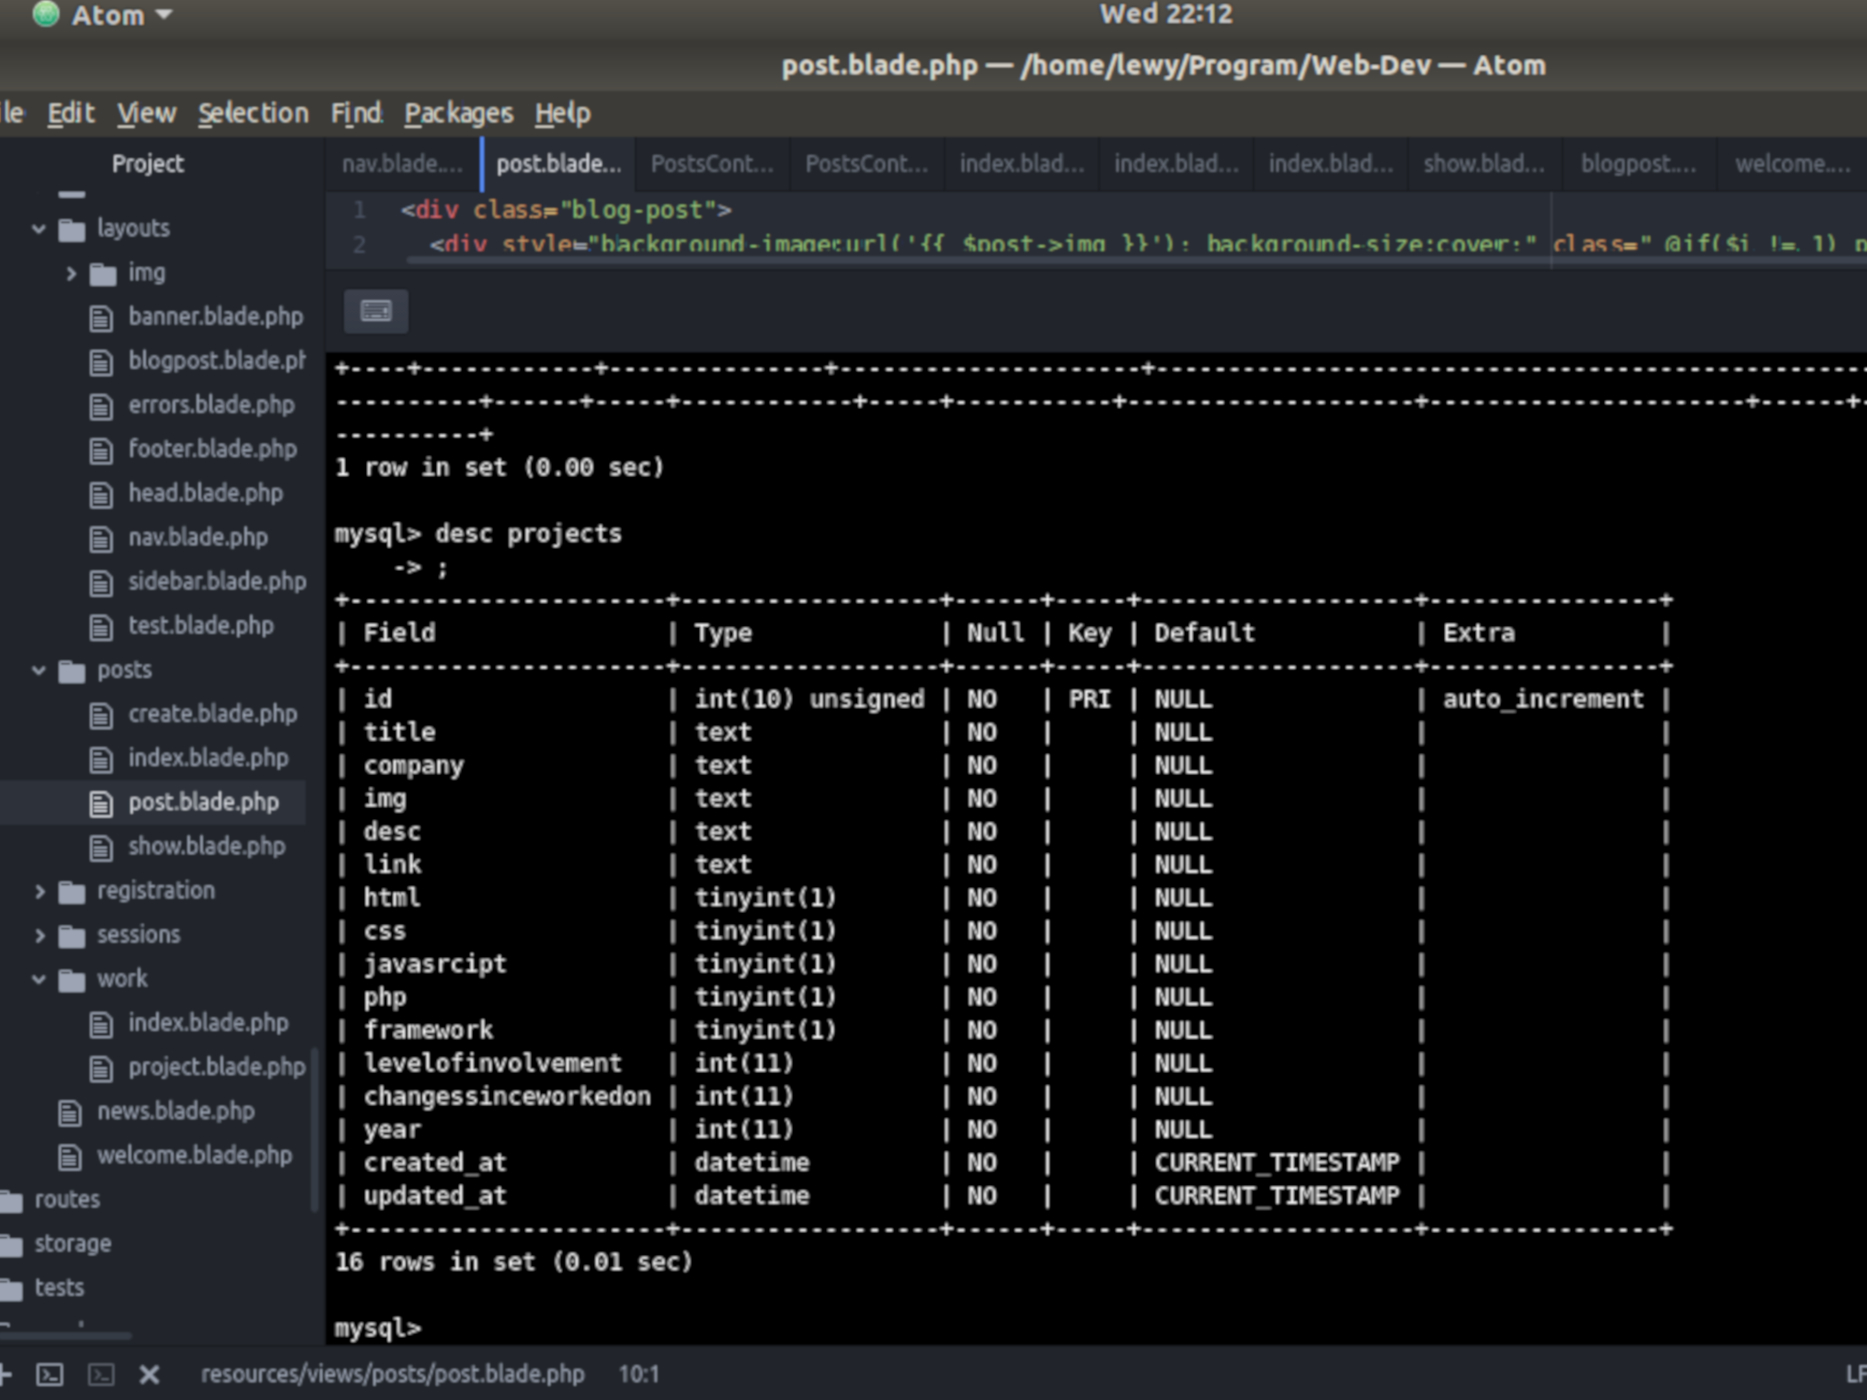 Atom
Wed 22:12
post.blade.php — /home/lewy/Program/Web-Dev — Atom
Edit View Selection Find Packages Help
Project
nav.blade.... post.blade... PostsCont... PostsCont... index.blad... index.blad... index.blad... show.blad... blogpost.... welcome....
layouts
img
banner.blade.php
blogpost.blade.ph
errors.blade.php
footer.blade.php
head.blade.php
nav.blade.php
sidebar.blade.php
test.blade.php
posts
create.blade.php
index.blade.php
post.blade.php
show.blade.php
registration
sessions
work
index.blade.php
project.blade.php
news.blade.php
welcome.blade.php
routes
storage
tests
1 <div class="blog-post">
2 <div style="background-image:url('{{ $post->img }}'); background-size:cover;" class=" @if($i != 1) p
+----+------------+---------------+---------------------+--------------------------------------------------
----------+------+-----+------------+-----+-----------+--------------------+----------------------+------+-
----------+
1 row in set (0.00 sec)
mysql> desc projects
-> ;
+----------------------+------------------+------+-----+-------------------+----------------+
| Field | Type | Null | Key | Default | Extra |
+----------------------+------------------+------+-----+-------------------+----------------+
| id | int(10) unsigned | NO | PRI | NULL | auto_increment |
| title | text | NO | | NULL | |
| company | text | NO | | NULL | |
| img | text | NO | | NULL | |
| desc | text | NO | | NULL | |
| link | text | NO | | NULL | |
| html | tinyint(1) | NO | | NULL | |
| css | tinyint(1) | NO | | NULL | |
| javasrcipt | tinyint(1) | NO | | NULL | |
| php | tinyint(1) | NO | | NULL | |
| framework | tinyint(1) | NO | | NULL | |
| levelofinvolvement | int(11) | NO | | NULL | |
| changessinceworkedon | int(11) | NO | | NULL | |
| year | int(11) | NO | | NULL | |
| created_at | datetime | NO | | CURRENT_TIMESTAMP | |
| updated_at | datetime | NO | | CURRENT_TIMESTAMP | |
+----------------------+------------------+------+-----+-------------------+----------------+
16 rows in set (0.01 sec)
mysql>
resources/views/posts/post.blade.php 10:1